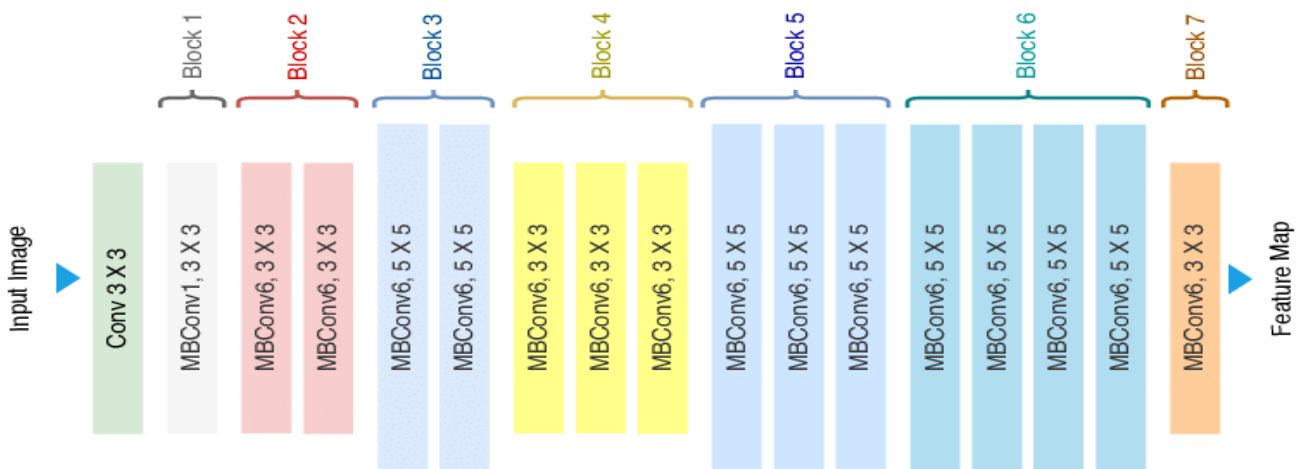 Block 1
Block 2
Block 3
Block 4
Block 5
Block 6
Block 7
Input Image
Conv 3 X 3
MBConv1, 3 X 3
MBConv6, 3 X 3
MBConv6, 3 X 3
MBConv6, 5 X 5
MBConv6, 5 X 5
MBConv6, 3 X 3
MBConv6, 3 X 3
MBConv6, 3 X 3
MBConv6, 5 X 5
MBConv6, 5 X 5
MBConv6, 5 X 5
MBConv6, 5 X 5
MBConv6, 5 X 5
MBConv6, 5 X 5
MBConv6, 5 X 5
MBConv6, 3 X 3
Feature Map